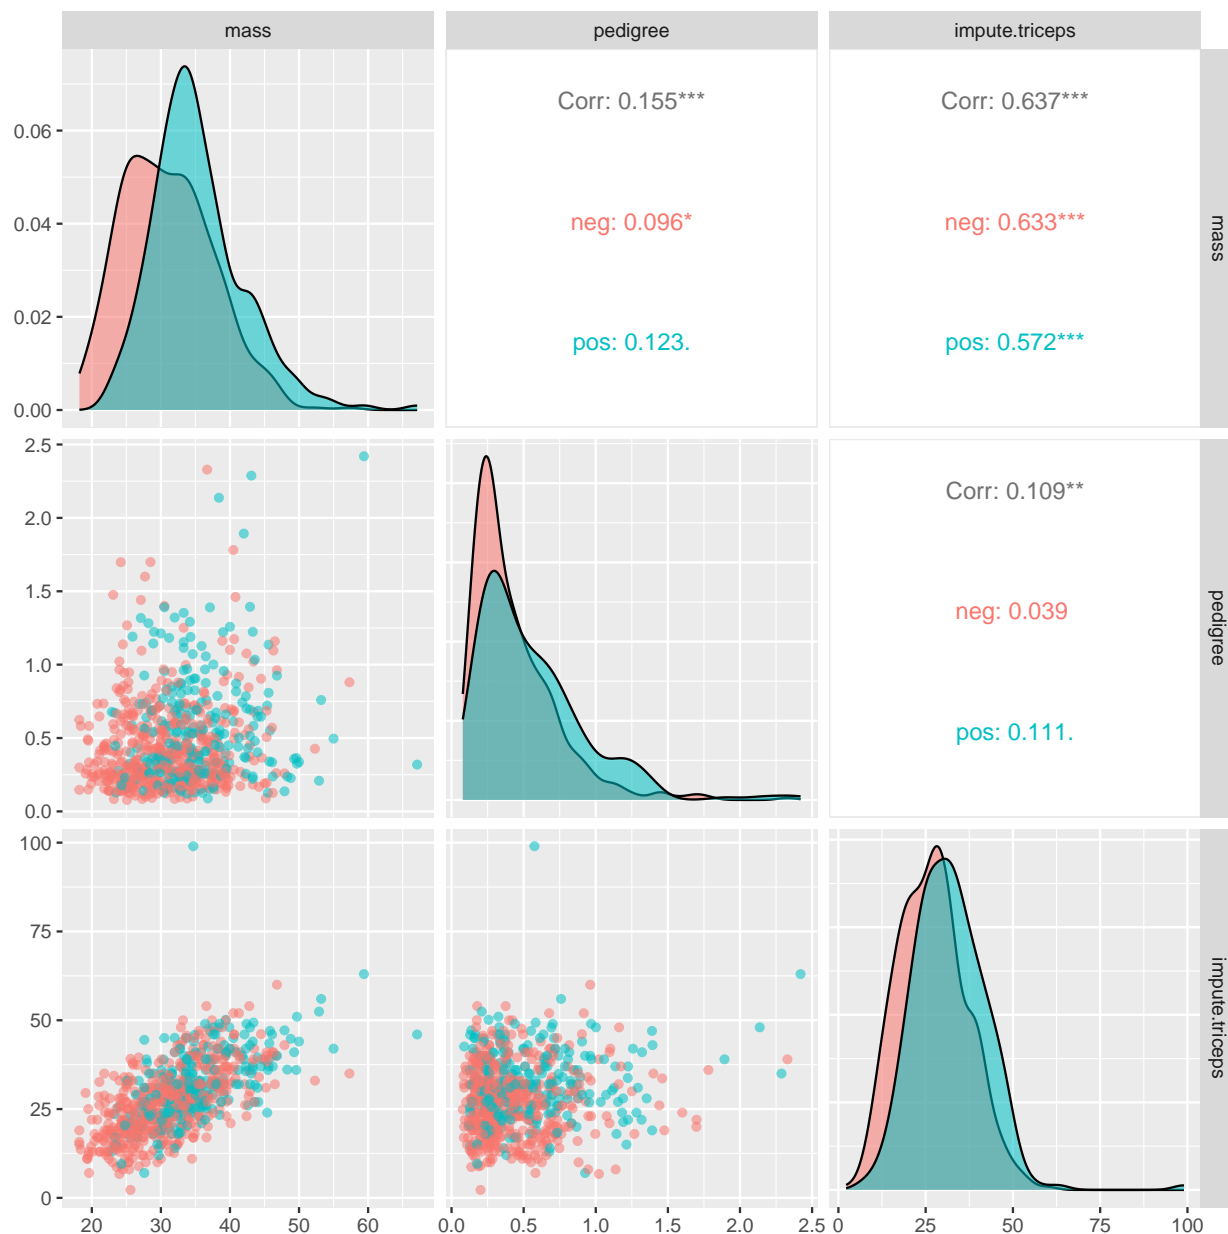 mass
pedigree
impute.triceps
0.06
0.04
0.02
0.00
Corr: 0.155***
neg: 0.096*
pos: 0.123.
Corr: 0.637***
neg: 0.633***
pos: 0.572***
mass
2.5
2.0
1.5
1.0
0.5
0.0
Corr: 0.109**
neg: 0.039
pos: 0.111.
pedigree
100
75
50
25
0
impute.triceps
20 30 40 50 60
0.0 0.5 1.0 1.5 2.0 2.5
0 25 50 75 100